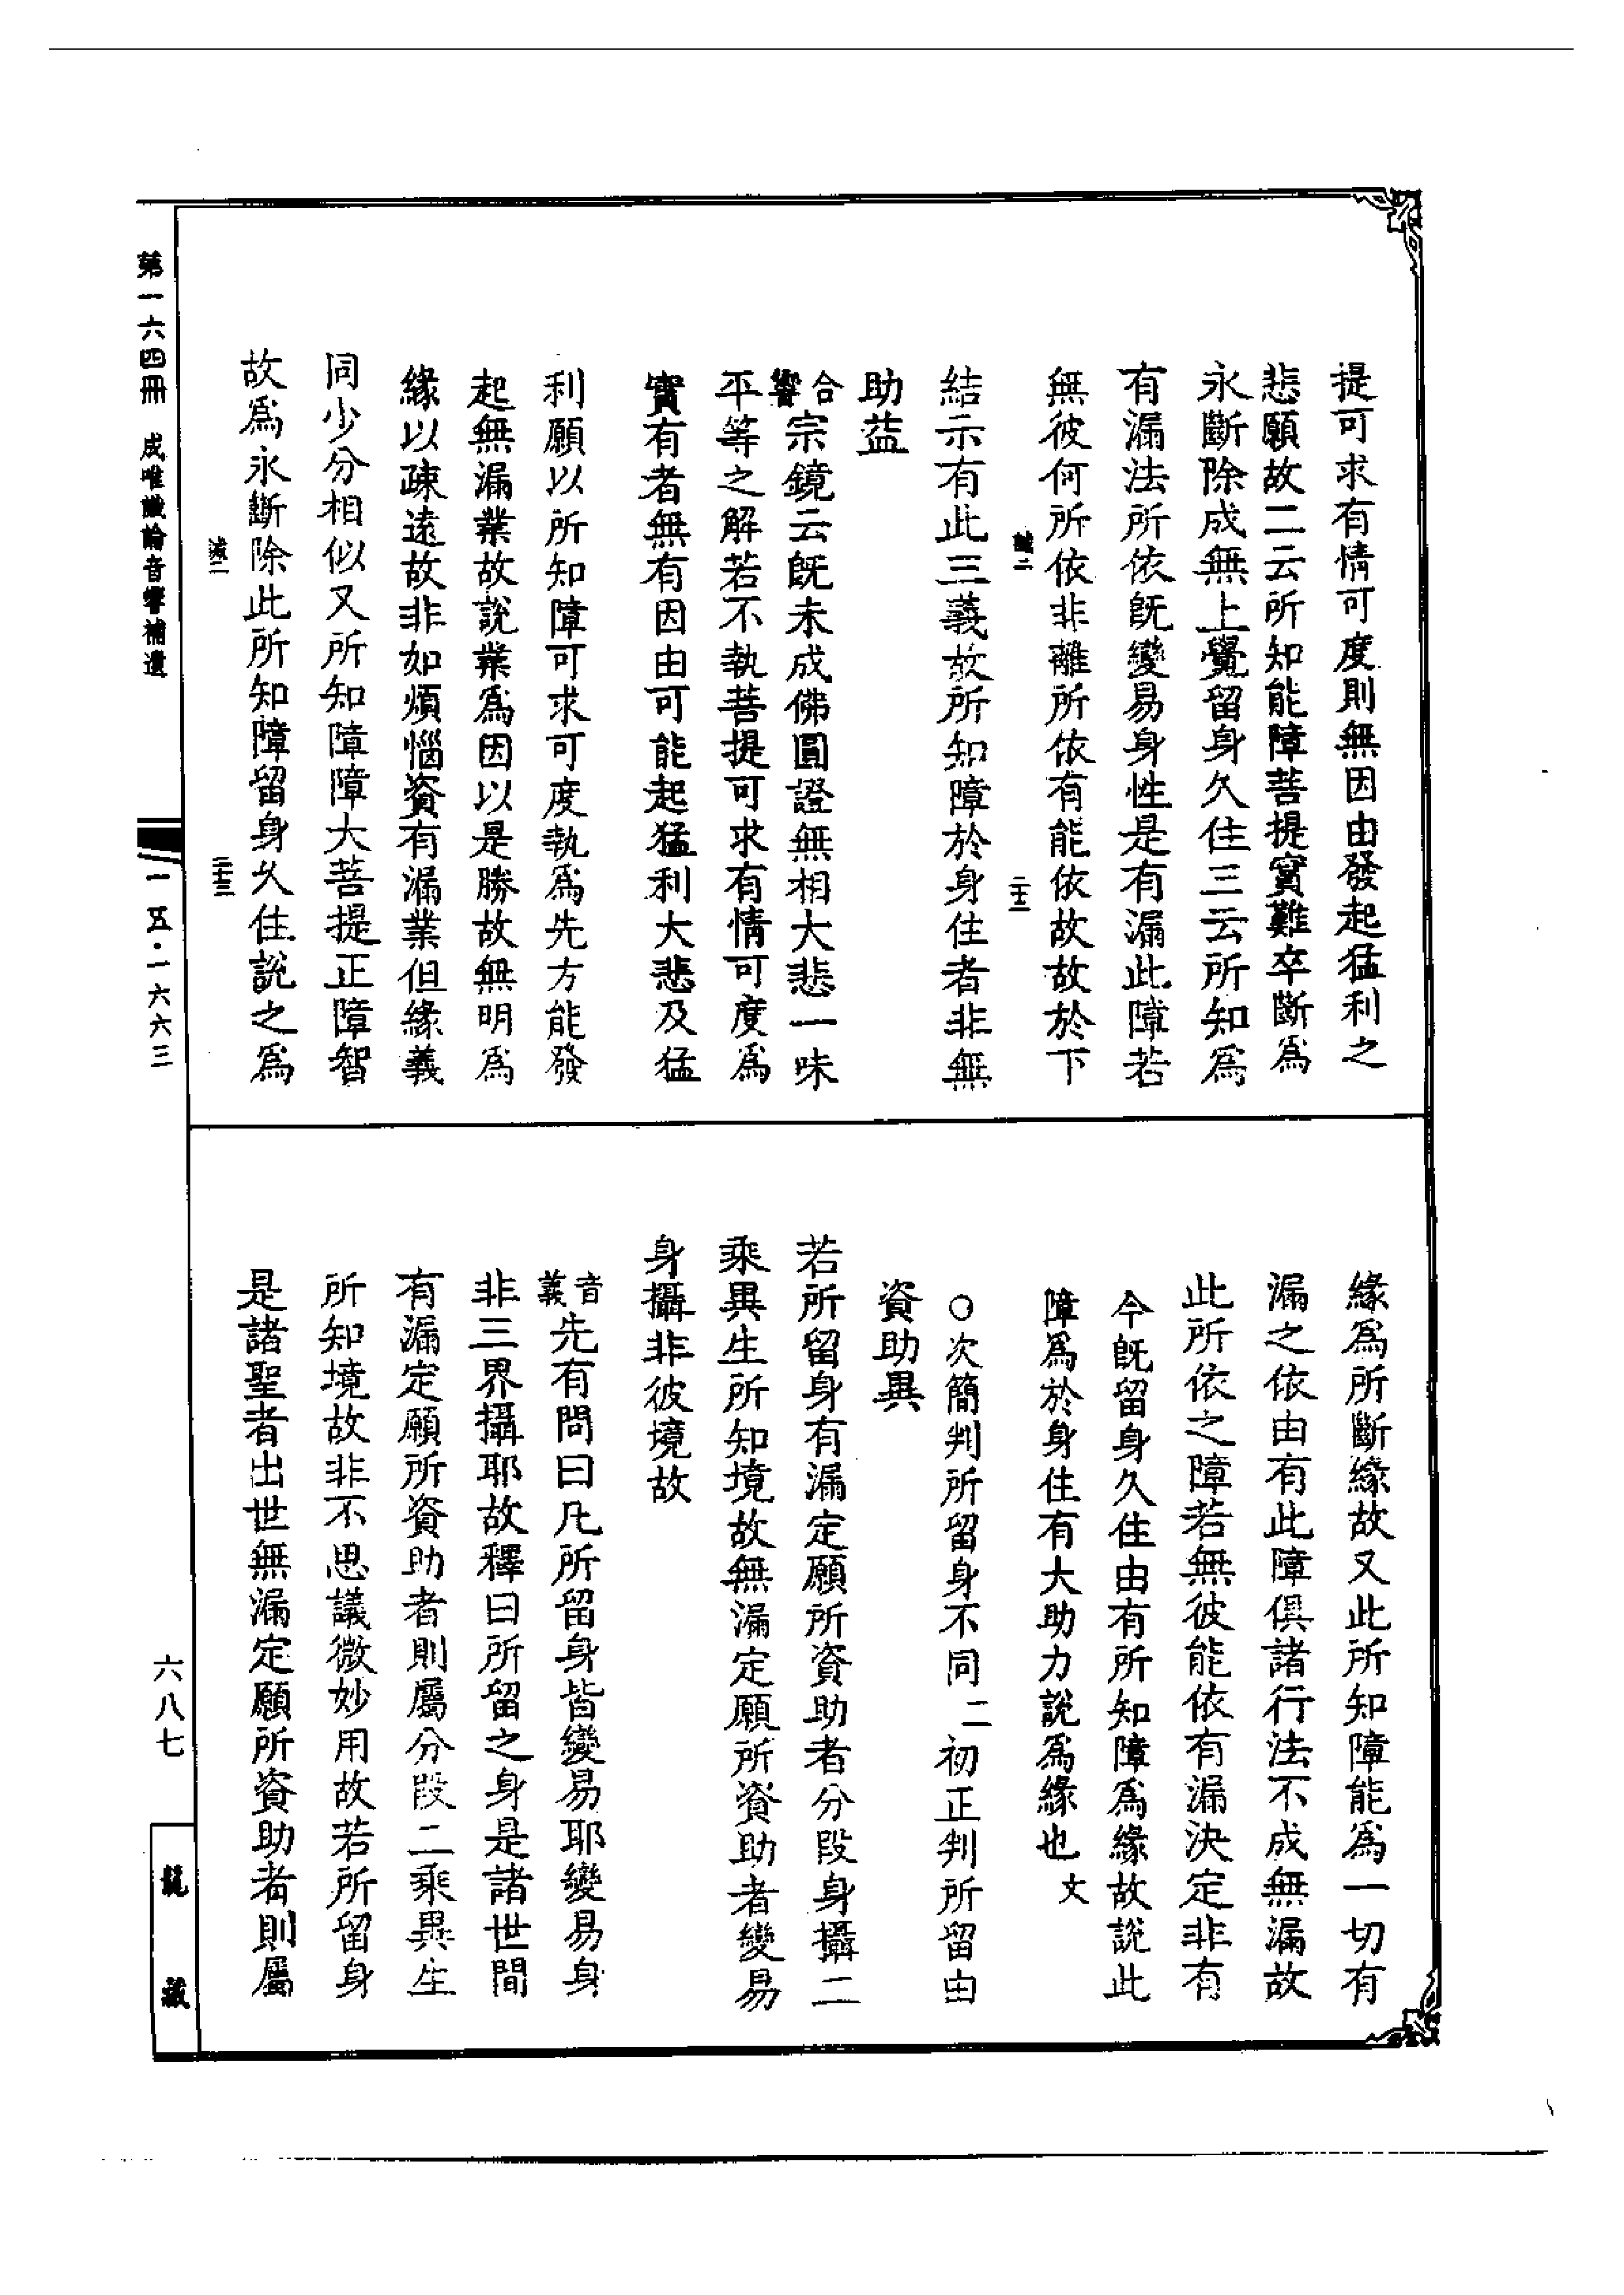 提可求有情可度則無因由發起猛利之
悲願故二云所知能障菩提實難卒斷爲
永斷除成無上覺留身久住三云所知爲
有漏法所依旣變易身性是有漏此障若
無彼何所依非離所依有能依故故於下
識二 二十二
結示有此三義故所知障於身住者非無
助益
合響宗鏡云旣未成佛圓證無相大悲一味
平等之解若不執菩提可求有情可度爲
實有者無有因由可能起猛利大悲及猛
利願以所知障可求可度執爲先方能發
起無漏業故說業爲因以是勝故無明爲
緣以疎遠故非如煩惱資有漏業但緣義
同少分相似又所知障障大菩提正障智
故爲永斷除此所知障留身久住說之爲
識二 二十三
緣爲所斷緣故又此所知障能爲一切有
漏之依由有此障俱諸行法不成無漏故
此所依之障若無彼能依有漏決定非有
今旣留身久住由有所知障爲緣故說此
障爲於身住有大助力說爲緣也文
○次簡判所留身不同二初正判所留由
資助異
若所留身有漏定願所資助者分段身攝二
乘異生所知境故無漏定願所資助者變易
身攝非彼境故
音義先有問曰凡所留身皆變易耶變易身
非三界攝耶故釋曰所留之身是諸世間
有漏定願所資助者則屬分段二乘異生
所知境故非不思議微妙用故若所留身
是諸聖者出世無漏定願所資助者則屬
第一六四冊 成唯識論音響補遺
一五·一六六三
六八七
龍藏